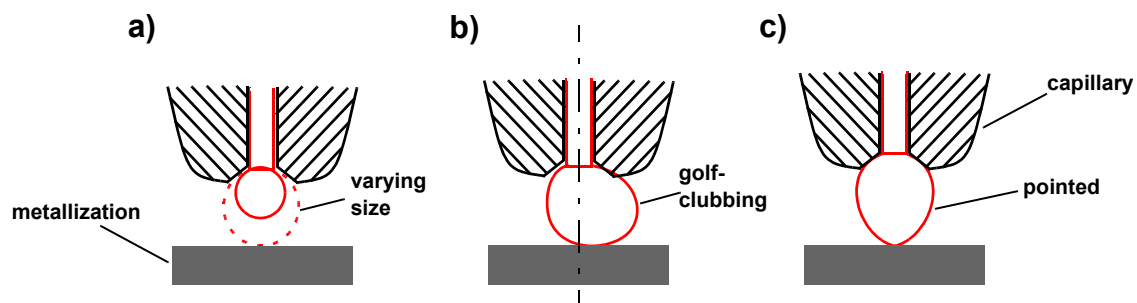 a)
b)
c)
capillary
varying
size
golf-
clubbing
pointed
metallization